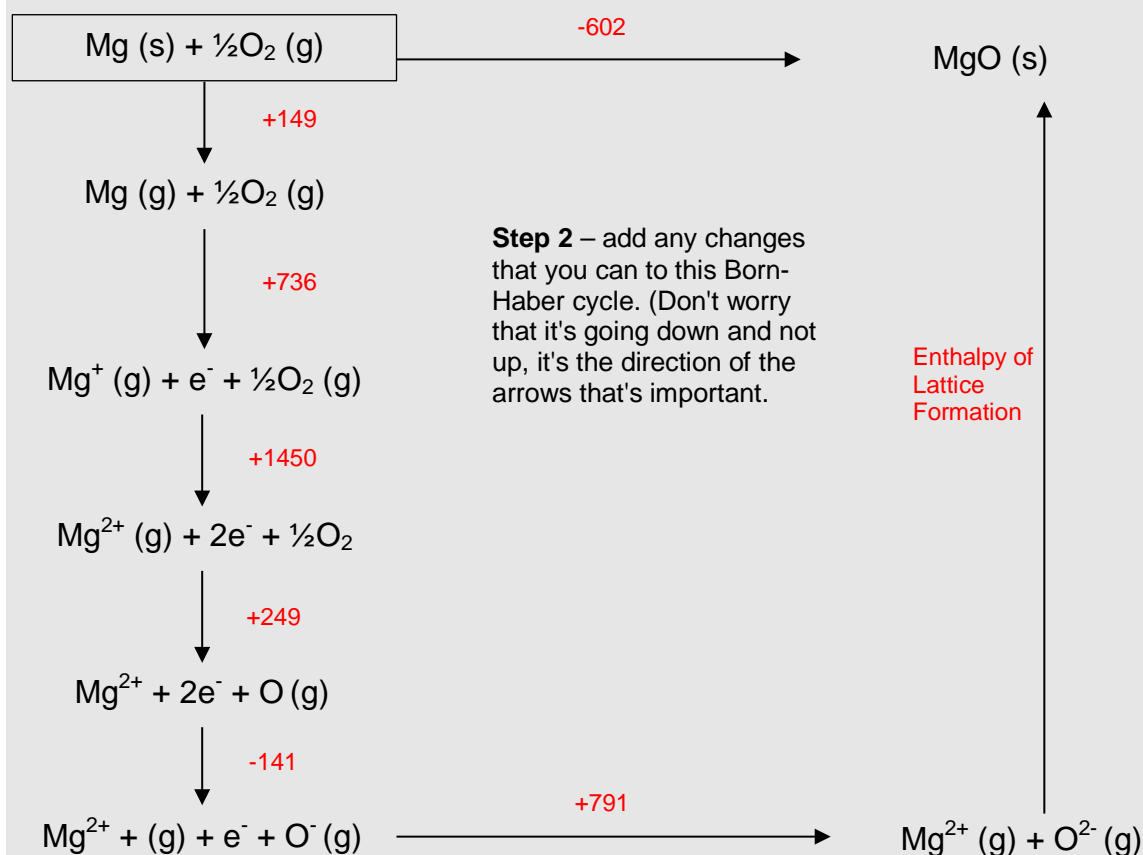 Mg (s) + ½O₂ (g)
-602
MgO (s)
+149
Mg (g) + ½O₂ (g)
+736
Step 2 – add any changes
that you can to this Born-
Haber cycle. (Don't worry
that it's going down and not
up, it's the direction of the
arrows that's important.
Enthalpy of
Lattice
Formation
Mg⁺ (g) + e⁻ + ½O₂ (g)
+1450
Mg²⁺ (g) + 2e⁻ + ½O₂
+249
Mg²⁺ + 2e⁻ + O (g)
-141
Mg²⁺ + (g) + e⁻ + O⁻ (g)
+791
Mg²⁺ (g) + O²⁻ (g)